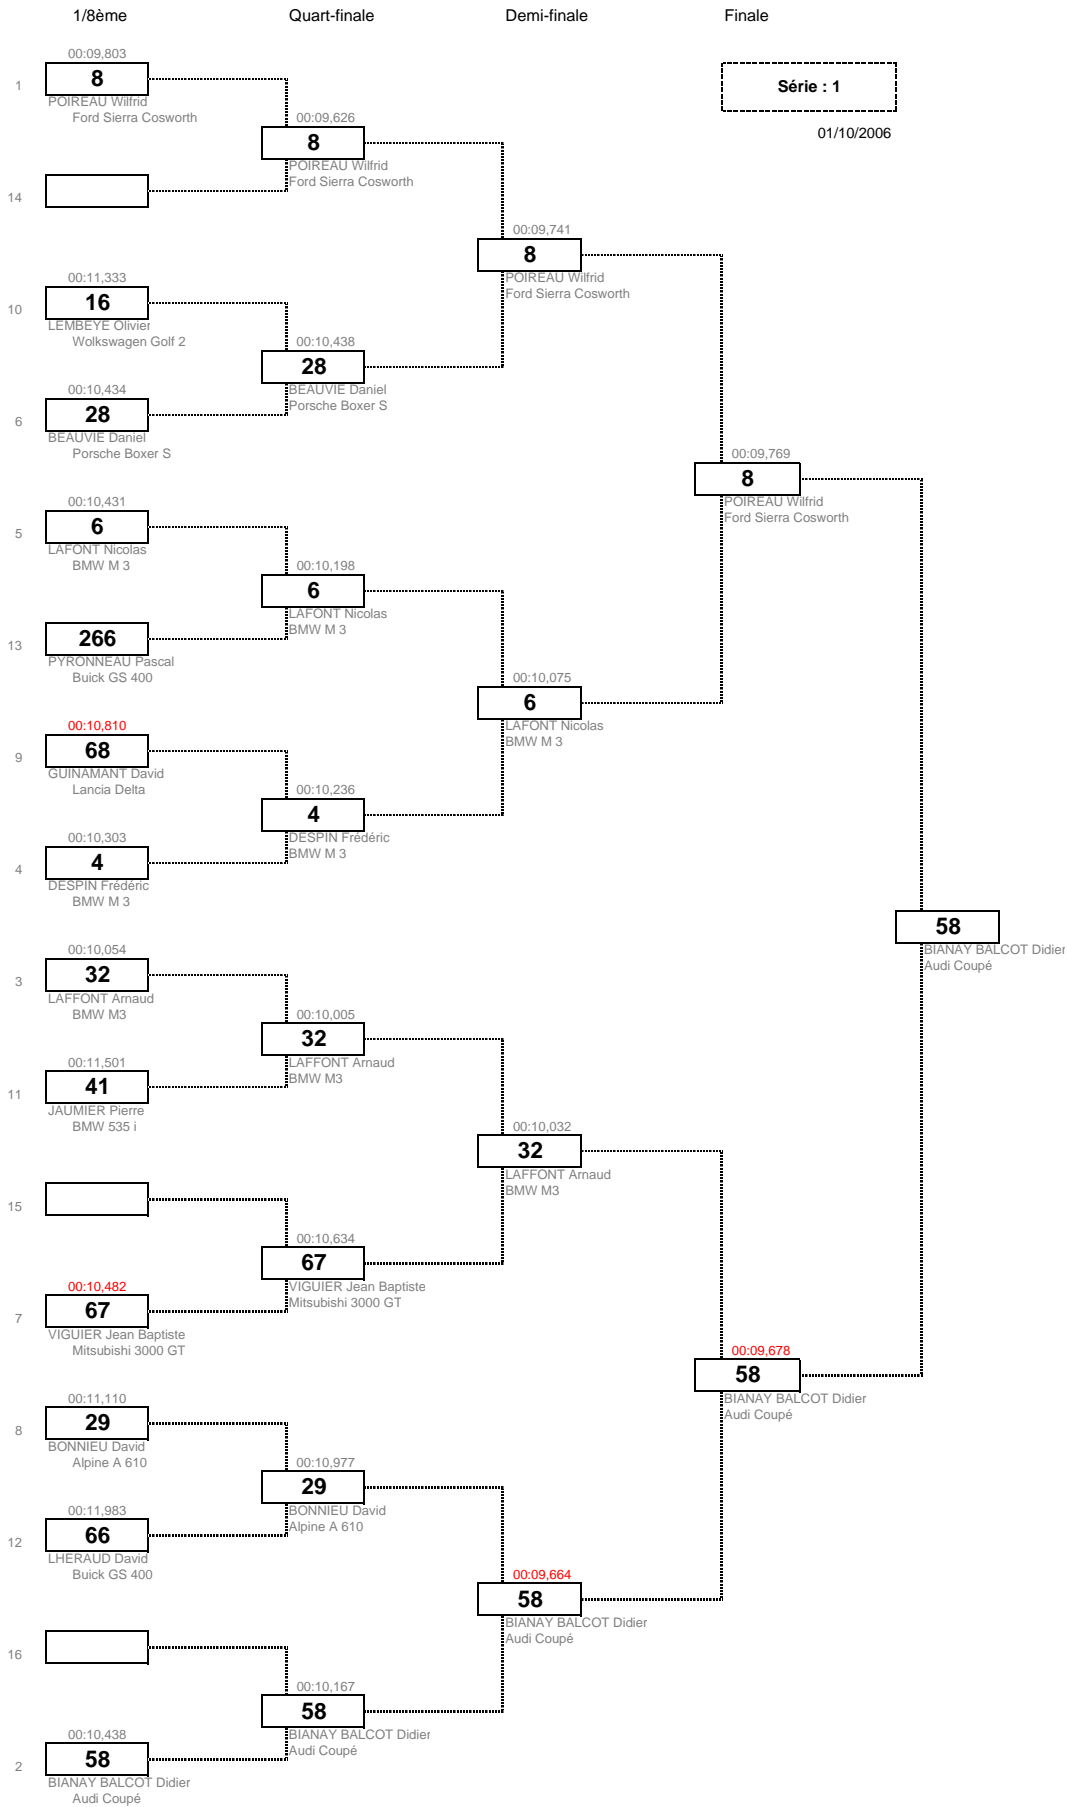 1/8ème
Quart-finale
Demi-finale
Finale
Série : 1
01/10/2006
00:09,803
1
8
POIREAU Wilfrid
Ford Sierra Cosworth
00:09,626
8
POIREAU Wilfrid
Ford Sierra Cosworth
14
00:09,741
8
POIREAU Wilfrid
Ford Sierra Cosworth
00:11,333
10
16
LEMBEYE Olivier
Wolkswagen Golf 2
00:10,438
28
BEAUVIE Daniel
Porsche Boxer S
00:10,434
6
28
BEAUVIE Daniel
Porsche Boxer S
00:09,769
8
POIREAU Wilfrid
Ford Sierra Cosworth
00:10,431
5
6
LAFONT Nicolas
BMW M 3
00:10,198
6
LAFONT Nicolas
BMW M 3
13
266
PYRONNEAU Pascal
Buick GS 400
00:10,075
6
LAFONT Nicolas
BMW M 3
00:10,810
9
68
GUINAMANT David
Lancia Delta
00:10,236
4
DESPIN Frédéric
BMW M 3
00:10,303
4
4
DESPIN Frédéric
BMW M 3
58
BIANAY BALCOT Didier
Audi Coupé
00:10,054
3
32
LAFFONT Arnaud
BMW M3
00:10,005
32
LAFFONT Arnaud
BMW M3
00:11,501
11
41
JAUMIER Pierre
BMW 535 i
00:10,032
32
LAFFONT Arnaud
BMW M3
15
00:10,634
67
VIGUIER Jean Baptiste
Mitsubishi 3000 GT
00:10,482
7
67
VIGUIER Jean Baptiste
Mitsubishi 3000 GT
00:09,678
58
BIANAY BALCOT Didier
Audi Coupé
00:11,110
8
29
BONNIEU David
Alpine A 610
00:10,977
29
BONNIEU David
Alpine A 610
00:11,983
12
66
LHERAUD David
Buick GS 400
00:09,664
58
BIANAY BALCOT Didier
Audi Coupé
16
00:10,167
58
BIANAY BALCOT Didier
Audi Coupé
00:10,438
2
58
BIANAY BALCOT Didier
Audi Coupé